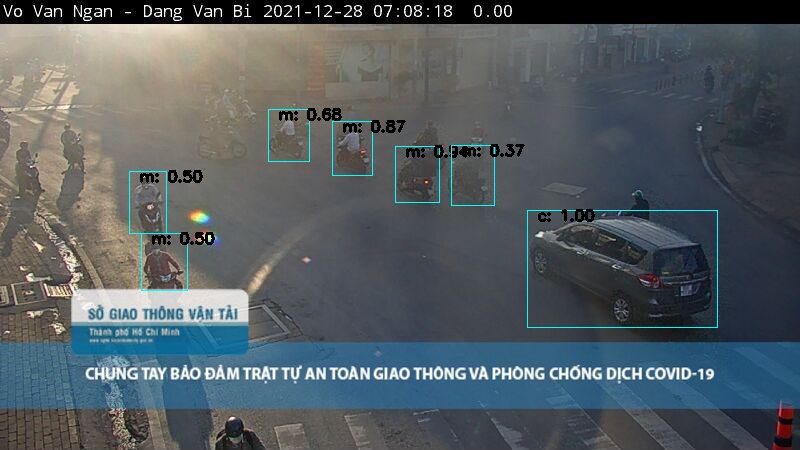 Vo Van Ngan - Dang Van Bi 2021-12-28 07:08:18 0.00
m: 0.68
m: 0.87
m: 0.37
m: 0.50
c: 1.00
m: 0.50
SỞ GIAO THÔNG VẬN TẢI
Thành phố Hồ Chí Minh
CHUNG TAY BẢO ĐẢM TRẬT TỰ AN TOÀN GIAO THÔNG VÀ PHÒNG CHỐNG DỊCH COVID-19